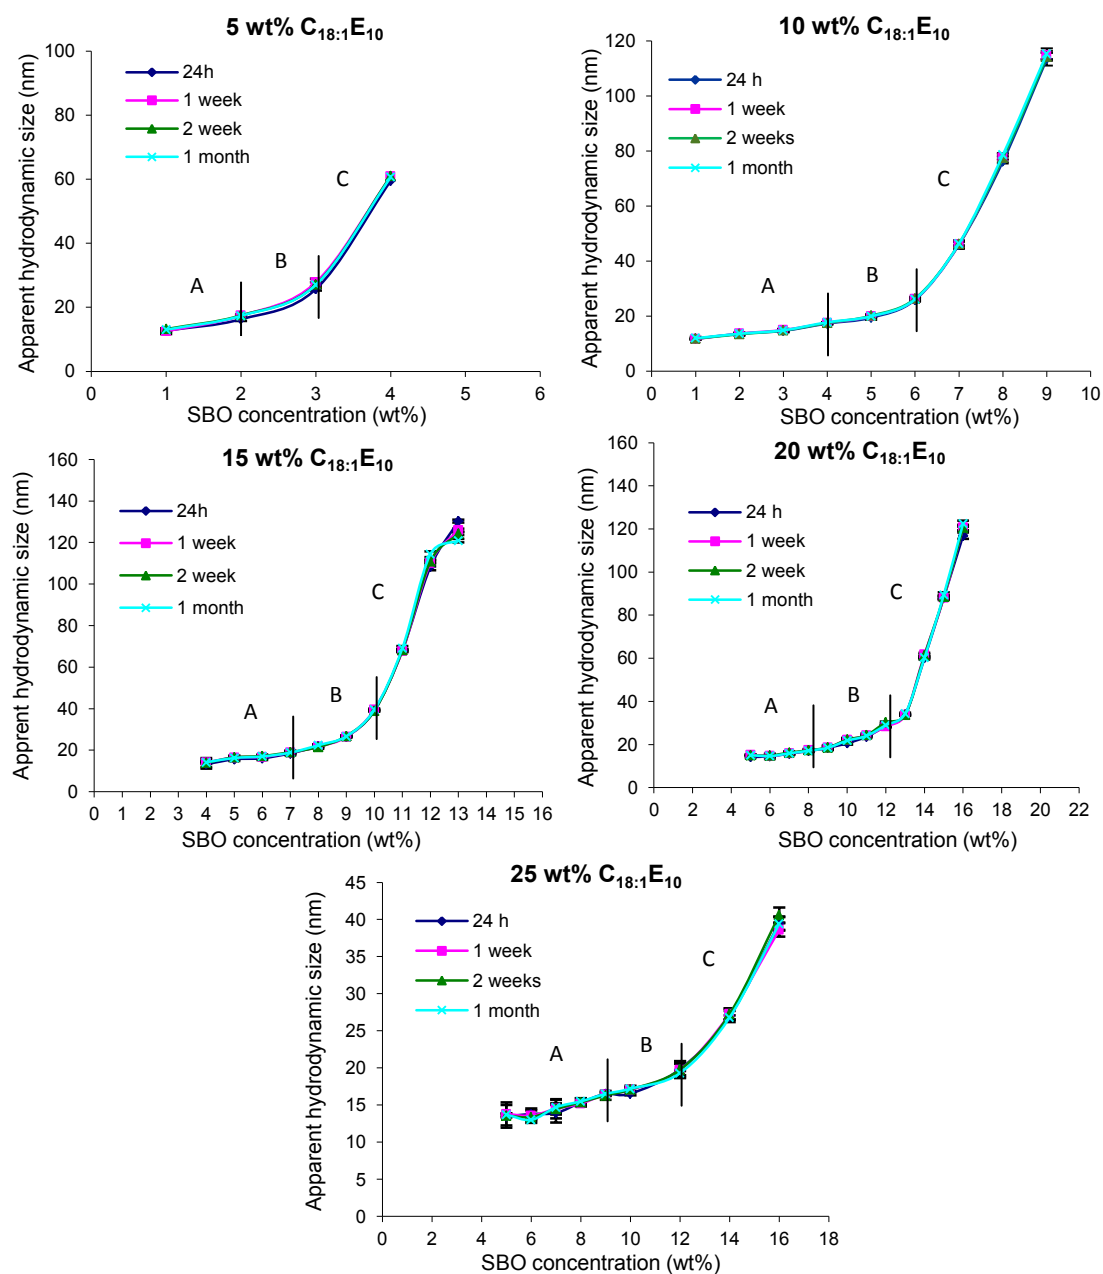 5 wt% C18:1E10
Apparent hydrodynamic size (nm)
100
80
60
40
20
0
24h
1 week
2 week
1 month
A
B
C
0 1 2 3 4 5 6
SBO concentration (wt%)
10 wt% C18:1E10
Apparent hydrodynamic size (nm)
120
100
80
60
40
20
0
24 h
1 week
2 weeks
1 month
A
B
C
0 1 2 3 4 5 6 7 8 9 10
SBO concentration (wt%)
15 wt% C18:1E10
Apprent hydrodynamic size (nm)
160
140
120
100
80
60
40
20
0
24h
1 week
2 week
1 month
A
B
C
0 1 2 3 4 5 6 7 8 9 10 11 12 13 14 15 16
SBO concentration (wt%)
20 wt% C18:1E10
Apparent hydrodynamic size (nm)
160
140
120
100
80
60
40
20
0
24 h
1 week
2 week
1 month
A
B
C
0 2 4 6 8 10 12 14 16 18 20 22
SBO concentration (wt%)
25 wt% C18:1E10
Apparent hydrodynamic size (nm)
45
40
35
30
25
20
15
10
5
0
24 h
1 week
2 weeks
1 month
A
B
C
0 2 4 6 8 10 12 14 16 18
SBO concentration (wt%)